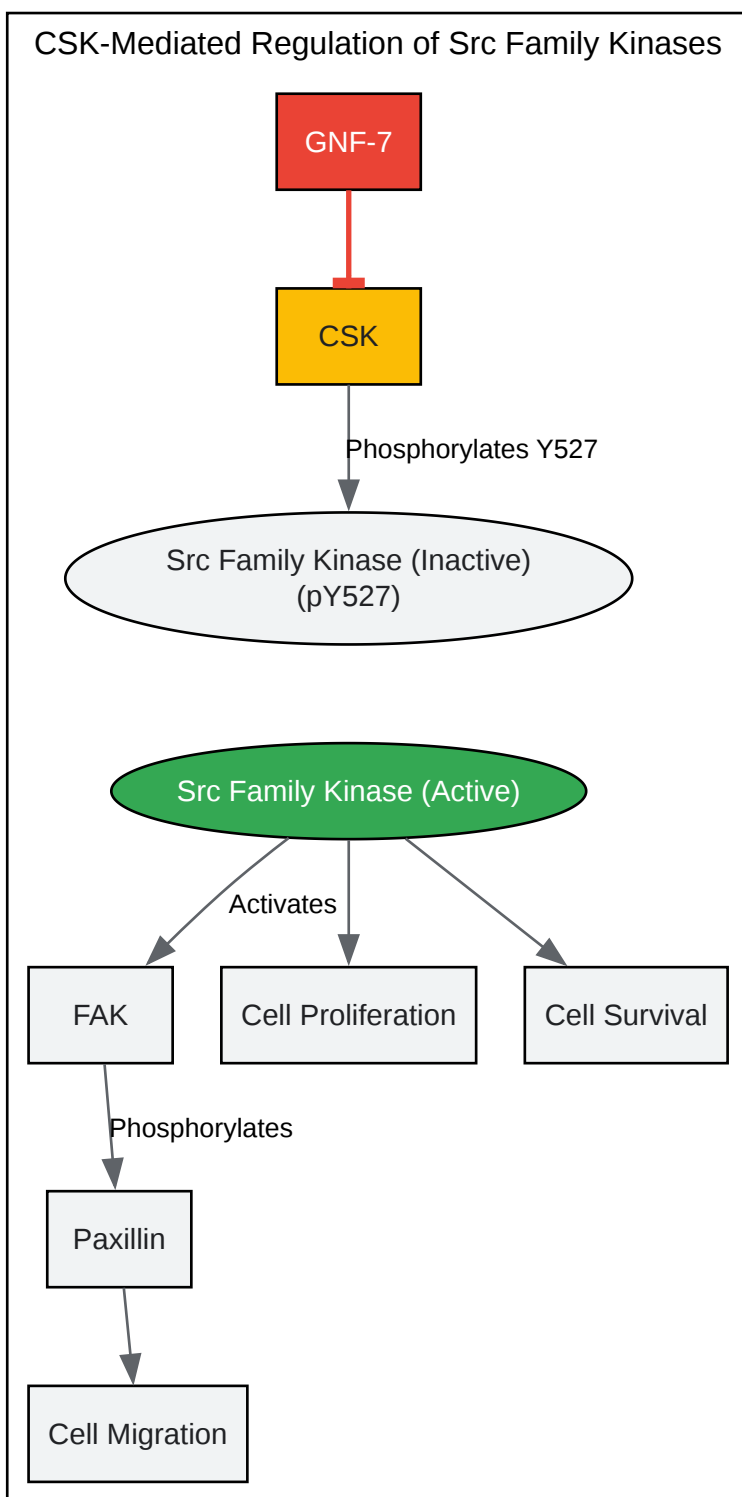 CSK-Mediated Regulation of Src Family Kinases
GNF-7
CSK
Phosphorylates Y527
Src Family Kinase (Inactive)
(pY527)
Src Family Kinase (Active)
Activates
FAK
Cell Proliferation
Cell Survival
Phosphorylates
Paxillin
Cell Migration